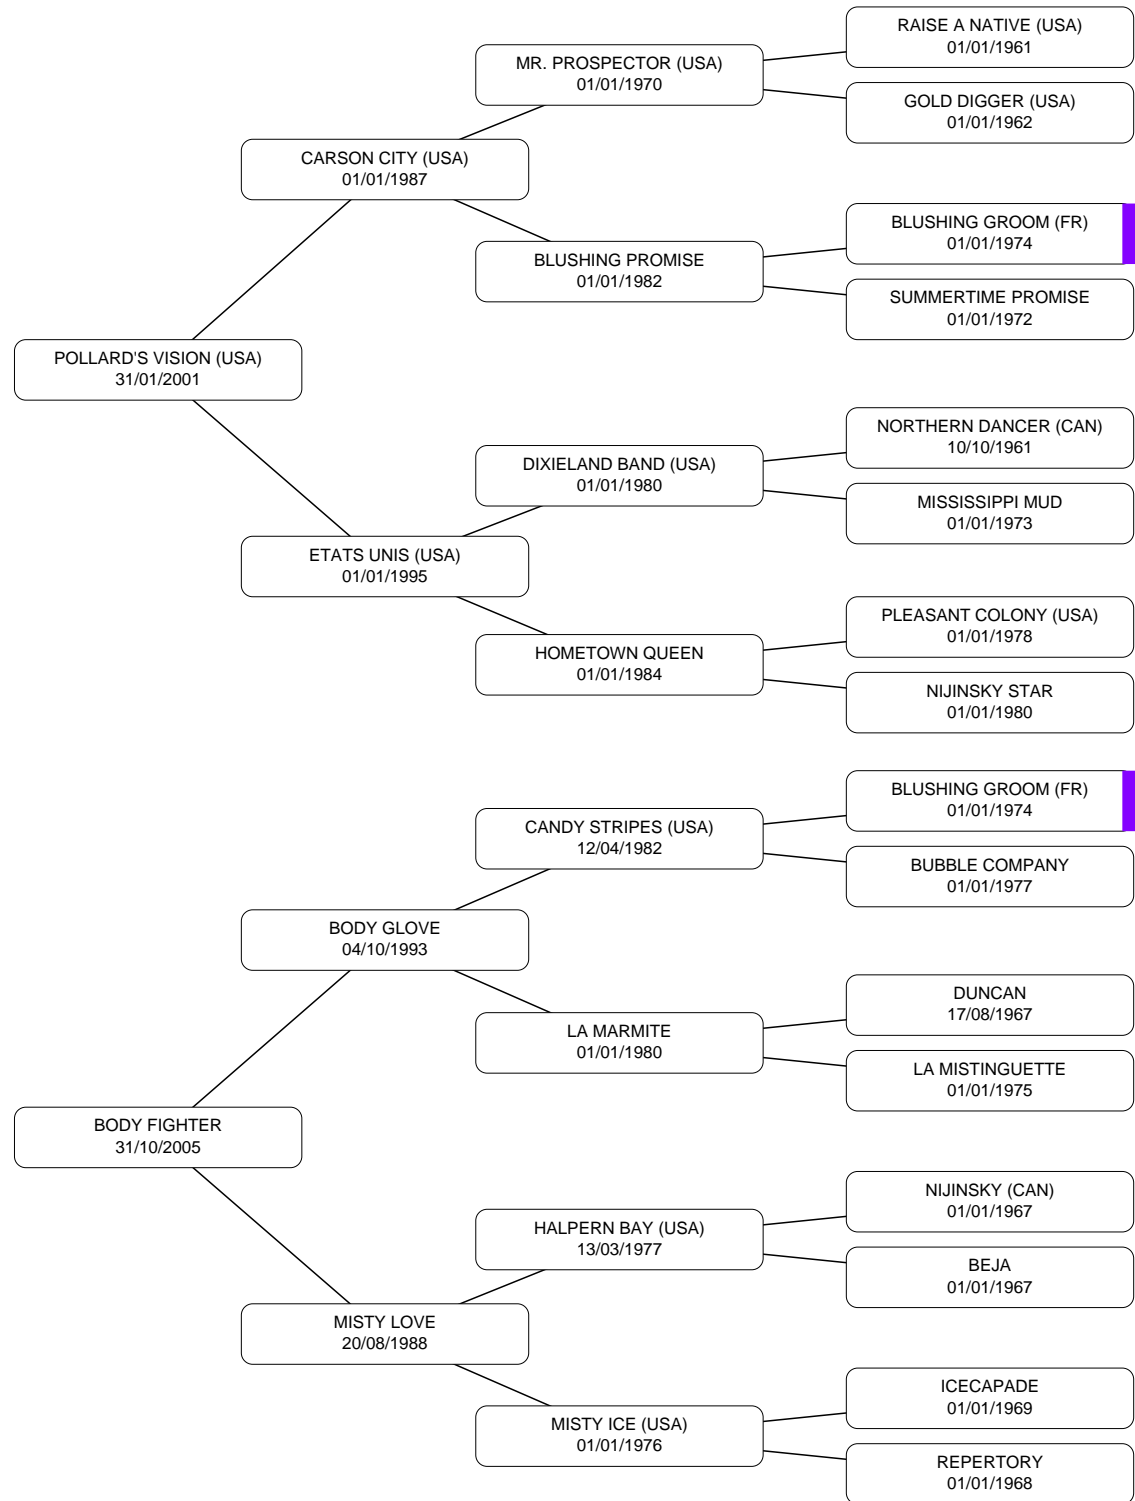 RAISE A NATIVE (USA)
01/01/1961
MR. PROSPECTOR (USA)
01/01/1970
GOLD DIGGER (USA)
01/01/1962
CARSON CITY (USA)
01/01/1987
BLUSHING GROOM (FR)
01/01/1974
BLUSHING PROMISE
01/01/1982
SUMMERTIME PROMISE
01/01/1972
POLLARD'S VISION (USA)
31/01/2001
NORTHERN DANCER (CAN)
10/10/1961
DIXIELAND BAND (USA)
01/01/1980
MISSISSIPPI MUD
01/01/1973
ETATS UNIS (USA)
01/01/1995
PLEASANT COLONY (USA)
01/01/1978
HOMETOWN QUEEN
01/01/1984
NIJINSKY STAR
01/01/1980
BLUSHING GROOM (FR)
01/01/1974
CANDY STRIPES (USA)
12/04/1982
BUBBLE COMPANY
01/01/1977
BODY GLOVE
04/10/1993
DUNCAN
17/08/1967
LA MARMITE
01/01/1980
LA MISTINGUETTE
01/01/1975
BODY FIGHTER
31/10/2005
NIJINSKY (CAN)
01/01/1967
HALPERN BAY (USA)
13/03/1977
BEJA
01/01/1967
MISTY LOVE
20/08/1988
ICECAPADE
01/01/1969
MISTY ICE (USA)
01/01/1976
REPERTORY
01/01/1968